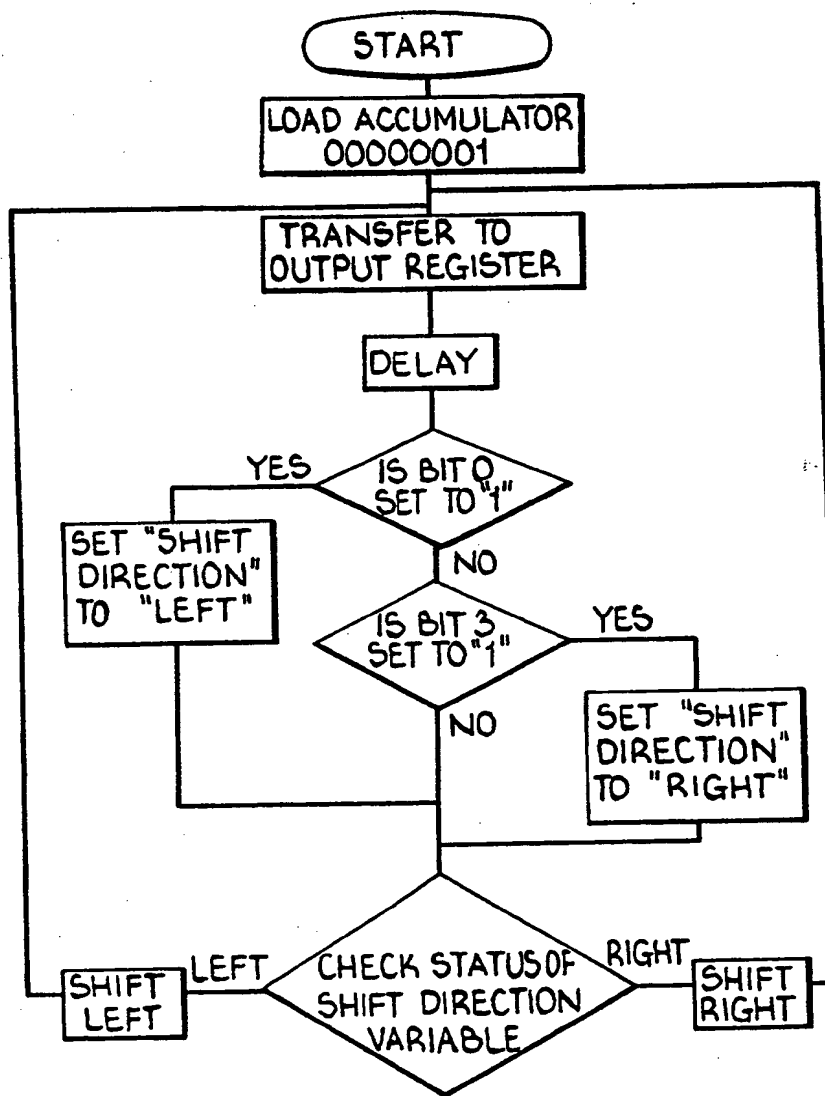 START
LOAD ACCUMULATOR
00000001
TRANSFER TO
OUTPUT REGISTER
DELAY
IS BIT 0
SET TO "1"
YES
NO
SET "SHIFT
DIRECTION"
TO "LEFT"
IS BIT 3
SET TO "1"
YES
NO
SET "SHIFT
DIRECTION"
TO "RIGHT"
CHECK STATUS OF
SHIFT DIRECTION
VARIABLE
LEFT
RIGHT
SHIFT
LEFT
SHIFT
RIGHT